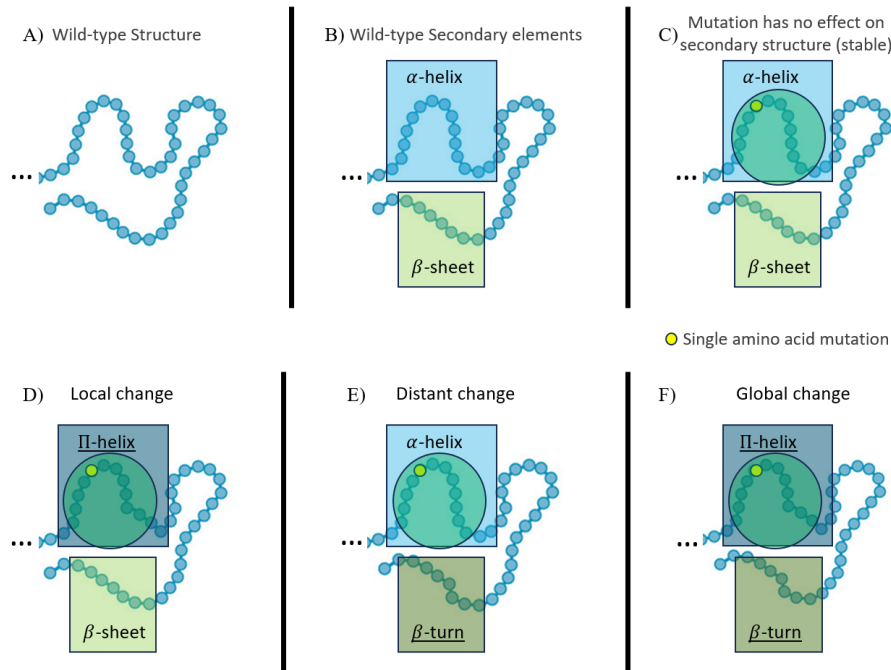 A) Wild-type Structure
...
B) Wild-type Secondary elements
α-helix
...
β-sheet
C) Mutation has no effect on
secondary structure (stable)
α-helix
...
β-sheet
Single amino acid mutation
D) Local change
Π-helix
...
β-sheet
E) Distant change
α-helix
...
β-turn
F) Global change
Π-helix
...
β-turn